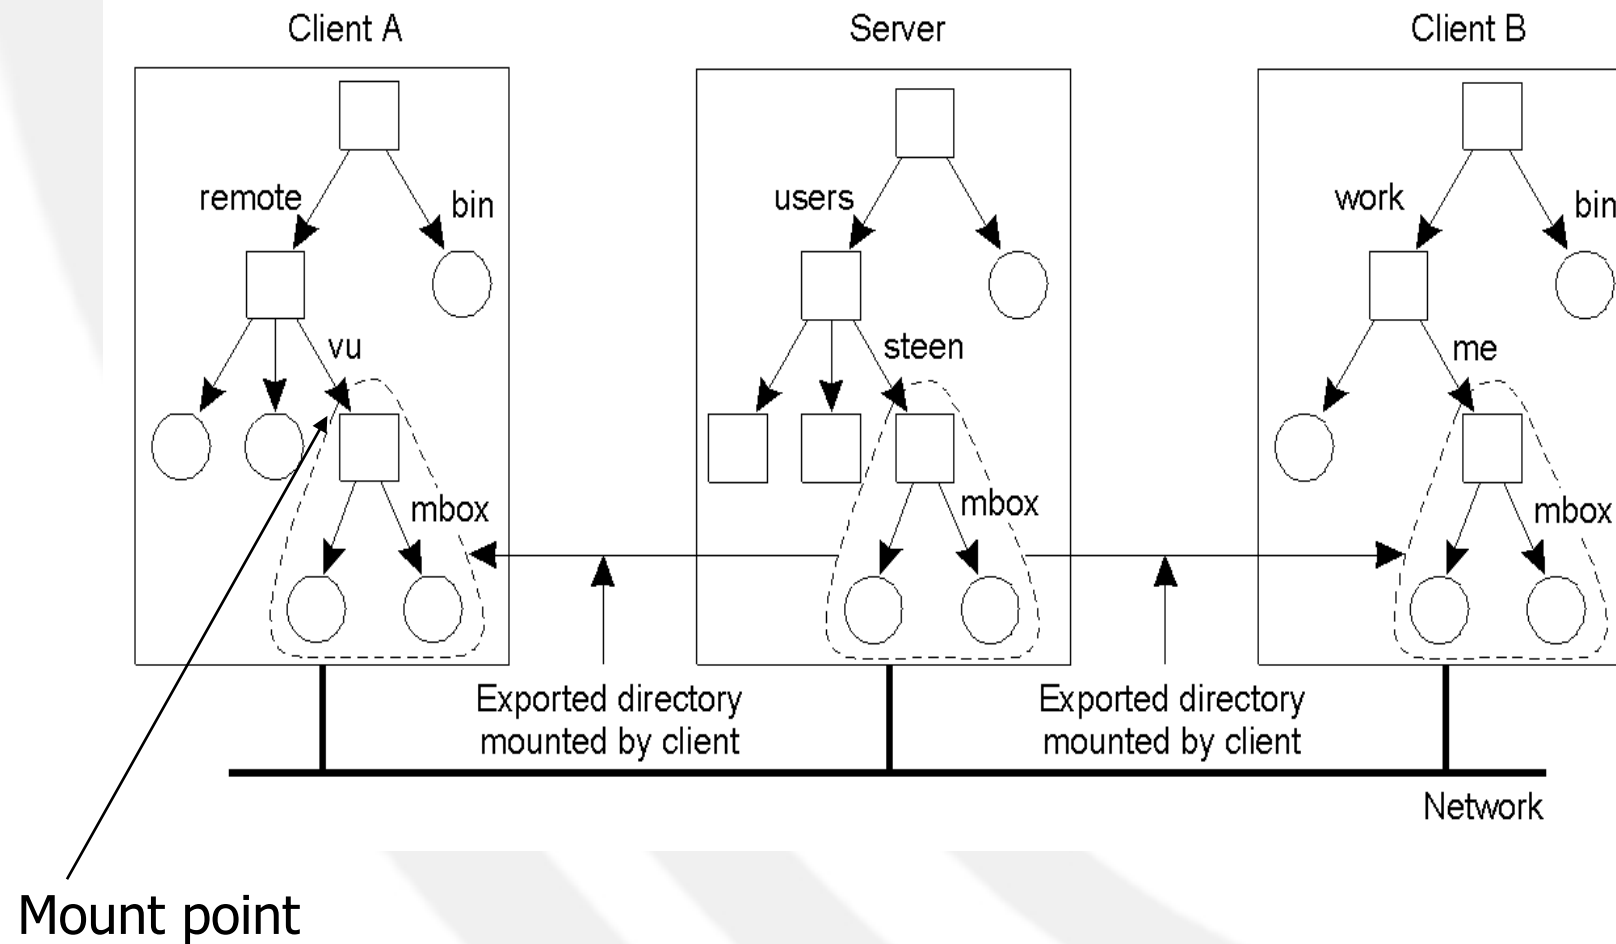 Client A
Server
Client B
remote
bin
users
work
bin
vu
steen
me
mbox
mbox
mbox
Exported directory
mounted by client
Exported directory
mounted by client
Network
Mount point